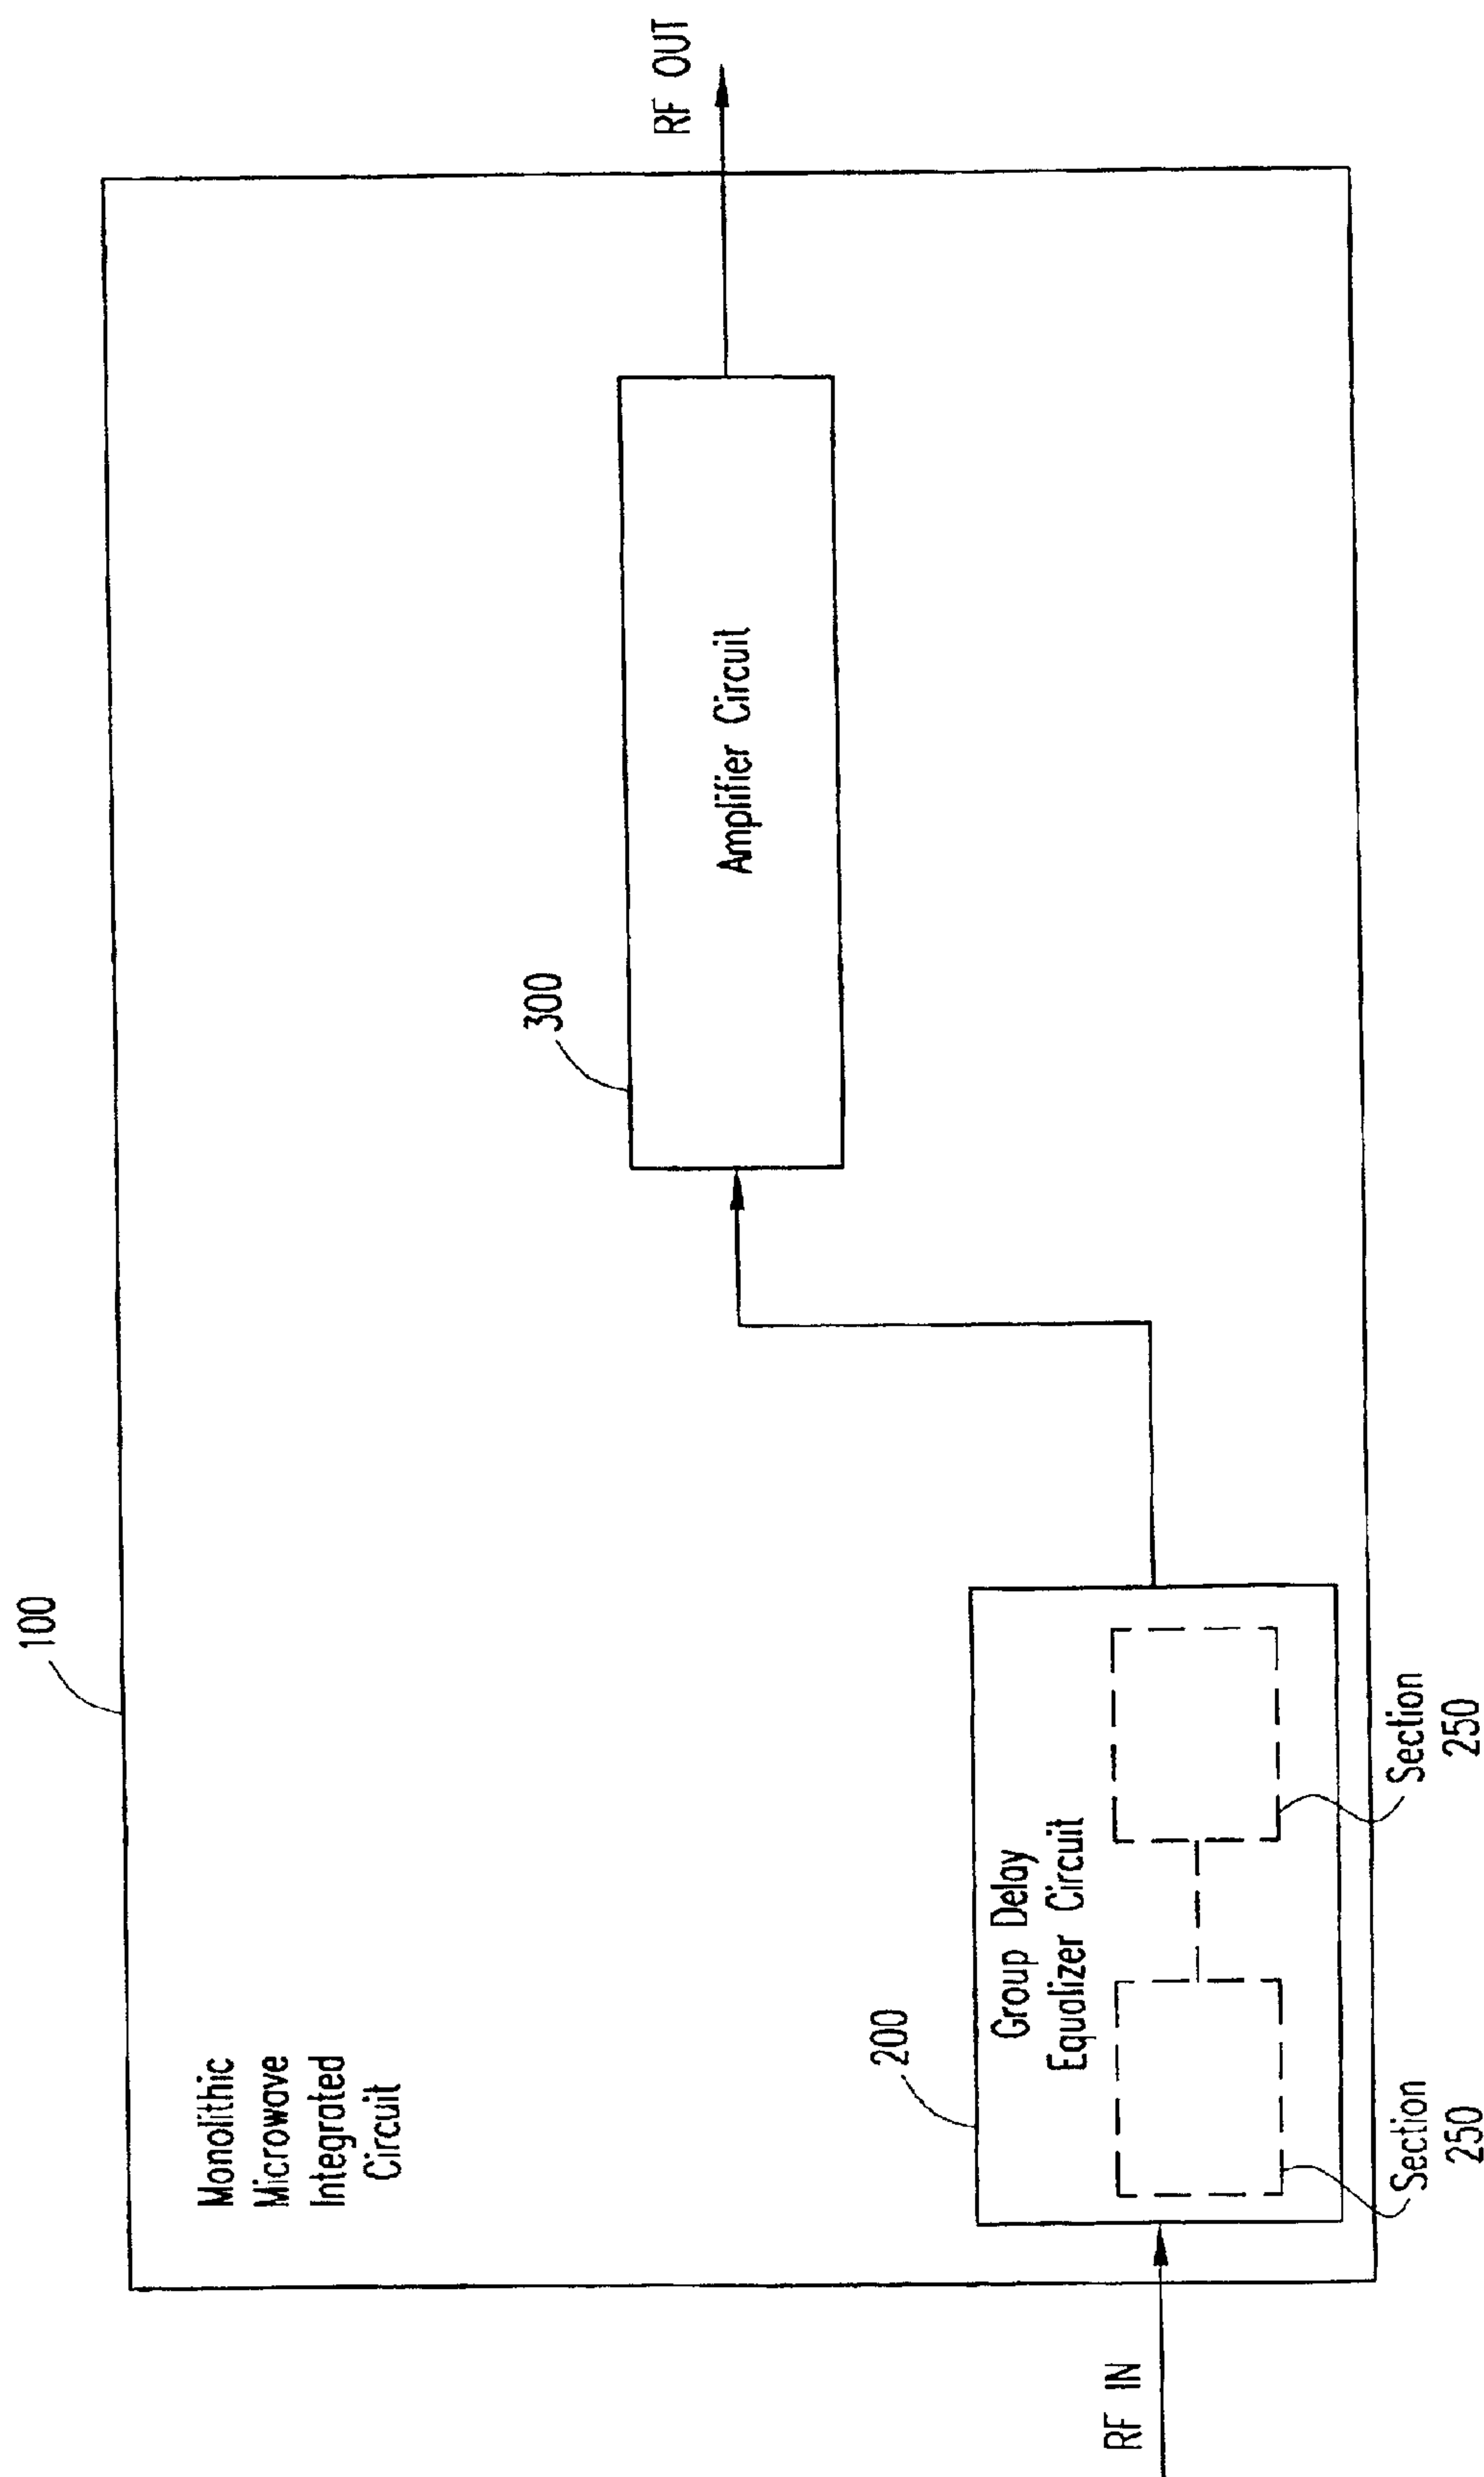 Monolithic
Microwave
Integrated
Circuit
100
RF IN
200
Group Delay
Equalizer Circuit
Section
250
Section
250
300
Amplifier Circuit
RF OUT